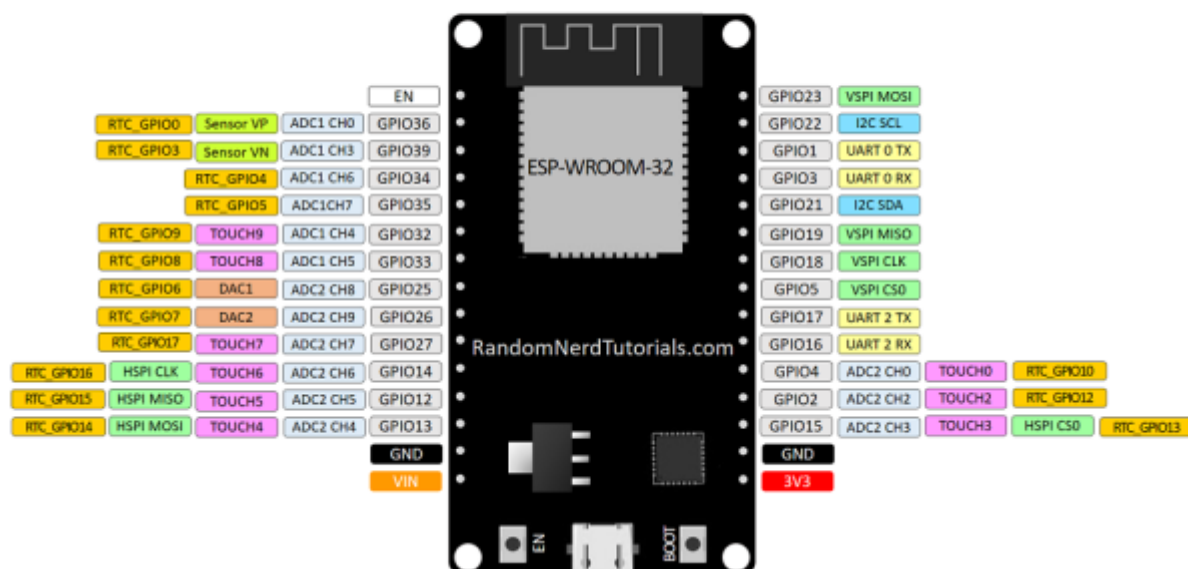 EN GPIO23 VSPI MOSI
RTC_GPIO0 Sensor VP ADC1 CH0 GPIO36 GPIO22 I2C SCL
RTC_GPIO3 Sensor VN ADC1 CH3 GPIO39 GPIO1 UART 0 TX
RTC_GPIO4 ADC1 CH6 GPIO34 ESP-WROOM-32 GPIO3 UART 0 RX
RTC_GPIO5 ADC1CH7 GPIO35 GPIO21 I2C SDA
RTC_GPIO9 TOUCH9 ADC1 CH4 GPIO32 GPIO19 VSPI MISO
RTC_GPIO8 TOUCH8 ADC1 CH5 GPIO33 GPIO18 VSPI CLK
RTC_GPIO6 DAC1 ADC2 CH8 GPIO25 GPIO5 VSPI CS0
RTC_GPIO7 DAC2 ADC2 CH9 GPIO26 GPIO17 UART 2 TX
RTC_GPIO17 TOUCH7 ADC2 CH7 GPIO27 RandomNerdTutorials.com GPIO16 UART 2 RX
RTC_GPIO16 HSPI CLK TOUCH6 ADC2 CH6 GPIO14 GPIO4 ADC2 CH0 TOUCH0 RTC_GPIO10
RTC_GPIO15 HSPI MISO TOUCH5 ADC2 CH5 GPIO12 GPIO2 ADC2 CH2 TOUCH2 RTC_GPIO12
RTC_GPIO14 HSPI MOSI TOUCH4 ADC2 CH4 GPIO13 GPIO15 ADC2 CH3 TOUCH3 HSPI CS0 RTC_GPIO13
GND GND
VIN 3V3
EN BOOT